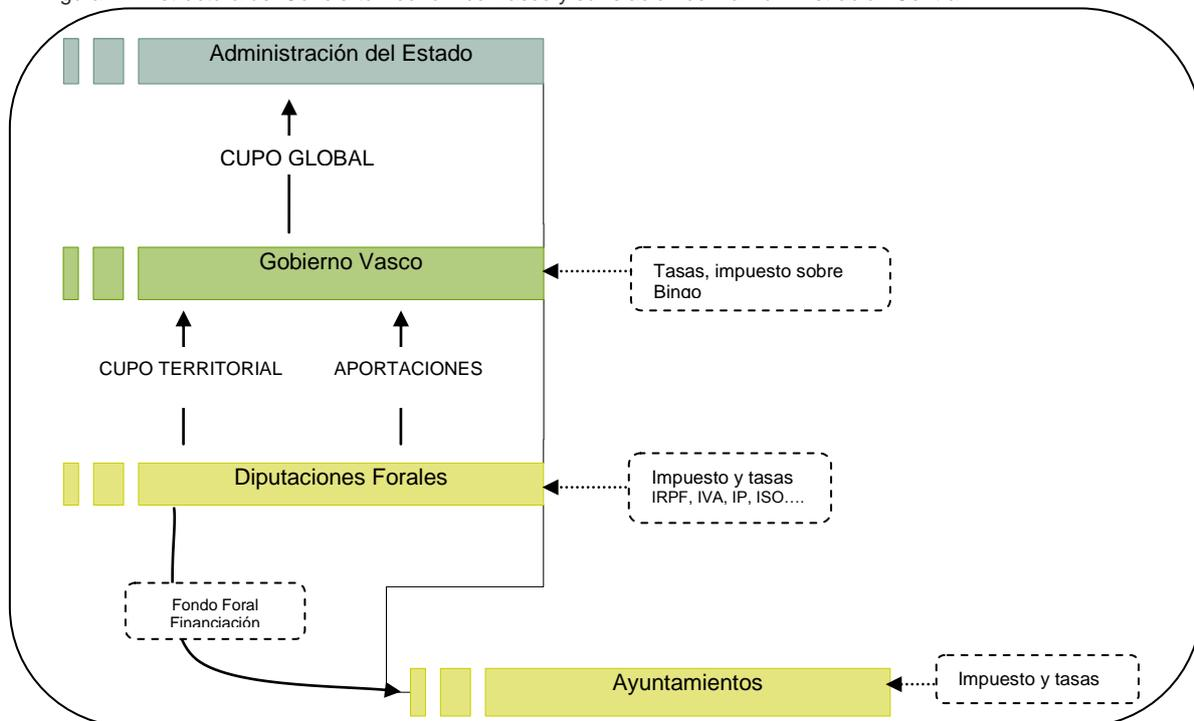 Administración del Estado
CUPO GLOBAL
Gobierno Vasco
Tasas, impuesto sobre
Bingo
CUPO TERRITORIAL
APORTACIONES
Diputaciones Forales
Impuesto y tasas
IRPF, IVA, IP, ISO....
Fondo Foral
Financiación
Ayuntamientos
Impuesto y tasas